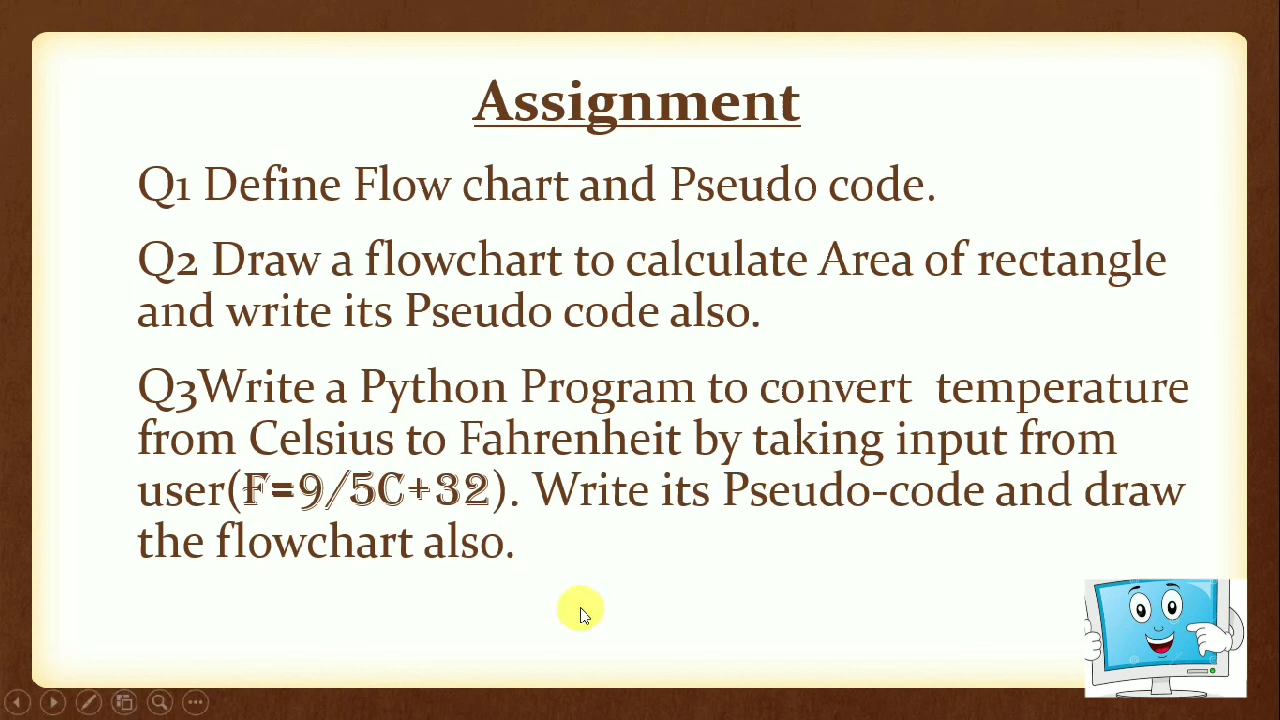 Assignment
Q1 Define Flow chart and Pseudo code.
Q2 Draw a flowchart to calculate Area of rectangle
and write its Pseudo code also.
Q3Write a Python Program to convert  temperature
from Celsius to Fahrenheit by taking input from
user(F=9/5C+32). Write its Pseudo-code and draw
the flowchart also.